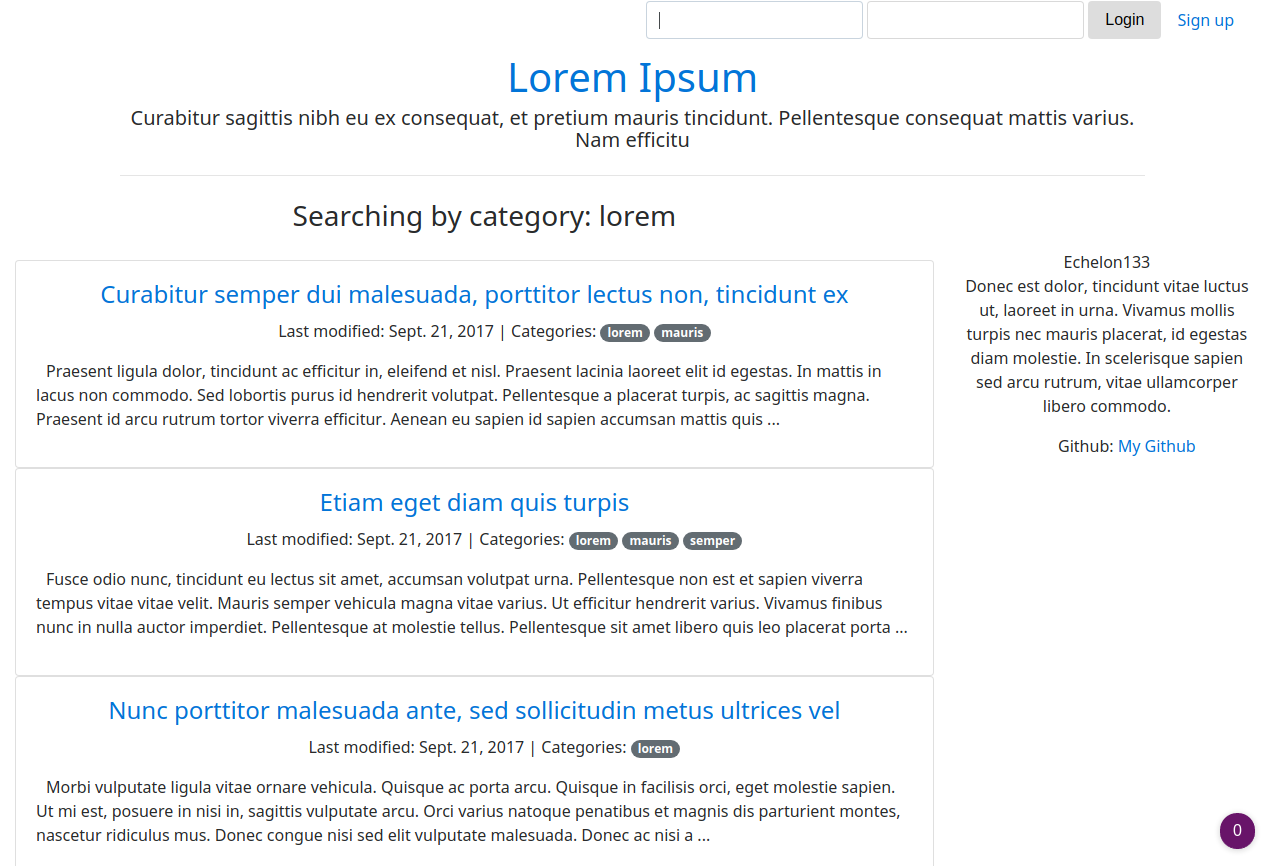 Login Sign up
Lorem Ipsum
Curabitur sagittis nibh eu ex consequat, et pretium mauris tincidunt. Pellentesque consequat mattis varius.
Nam efficitu
Searching by category: lorem
Curabitur semper dui malesuada, porttitor lectus non, tincidunt ex
Last modified: Sept. 21, 2017 | Categories: lorem mauris
Praesent ligula dolor, tincidunt ac efficitur in, eleifend et nisl. Praesent lacinia laoreet elit id egestas. In mattis in
lacus non commodo. Sed lobortis purus id hendrerit volutpat. Pellentesque a placerat turpis, ac sagittis magna.
Praesent id arcu rutrum tortor viverra efficitur. Aenean eu sapien id sapien accumsan mattis quis ...
Etiam eget diam quis turpis
Last modified: Sept. 21, 2017 | Categories: lorem mauris semper
Fusce odio nunc, tincidunt eu lectus sit amet, accumsan volutpat urna. Pellentesque non est et sapien viverra
tempus vitae vitae velit. Mauris semper vehicula magna vitae varius. Ut efficitur hendrerit varius. Vivamus finibus
nunc in nulla auctor imperdiet. Pellentesque at molestie tellus. Pellentesque sit amet libero quis leo placerat porta ...
Nunc porttitor malesuada ante, sed sollicitudin metus ultrices vel
Last modified: Sept. 21, 2017 | Categories: lorem
Morbi vulputate ligula vitae ornare vehicula. Quisque ac porta arcu. Quisque in facilisis orci, eget molestie sapien.
Ut mi est, posuere in nisi in, sagittis vulputate arcu. Orci varius natoque penatibus et magnis dis parturient montes,
nascetur ridiculus mus. Donec congue nisi sed elit vulputate malesuada. Donec ac nisi a ...
Echelon133
Donec est dolor, tincidunt vitae luctus
ut, laoreet in urna. Vivamus mollis
turpis nec mauris placerat, id egestas
diam molestie. In scelerisque sapien
sed arcu rutrum, vitae ullamcorper
libero commodo.
Github: My Github
0